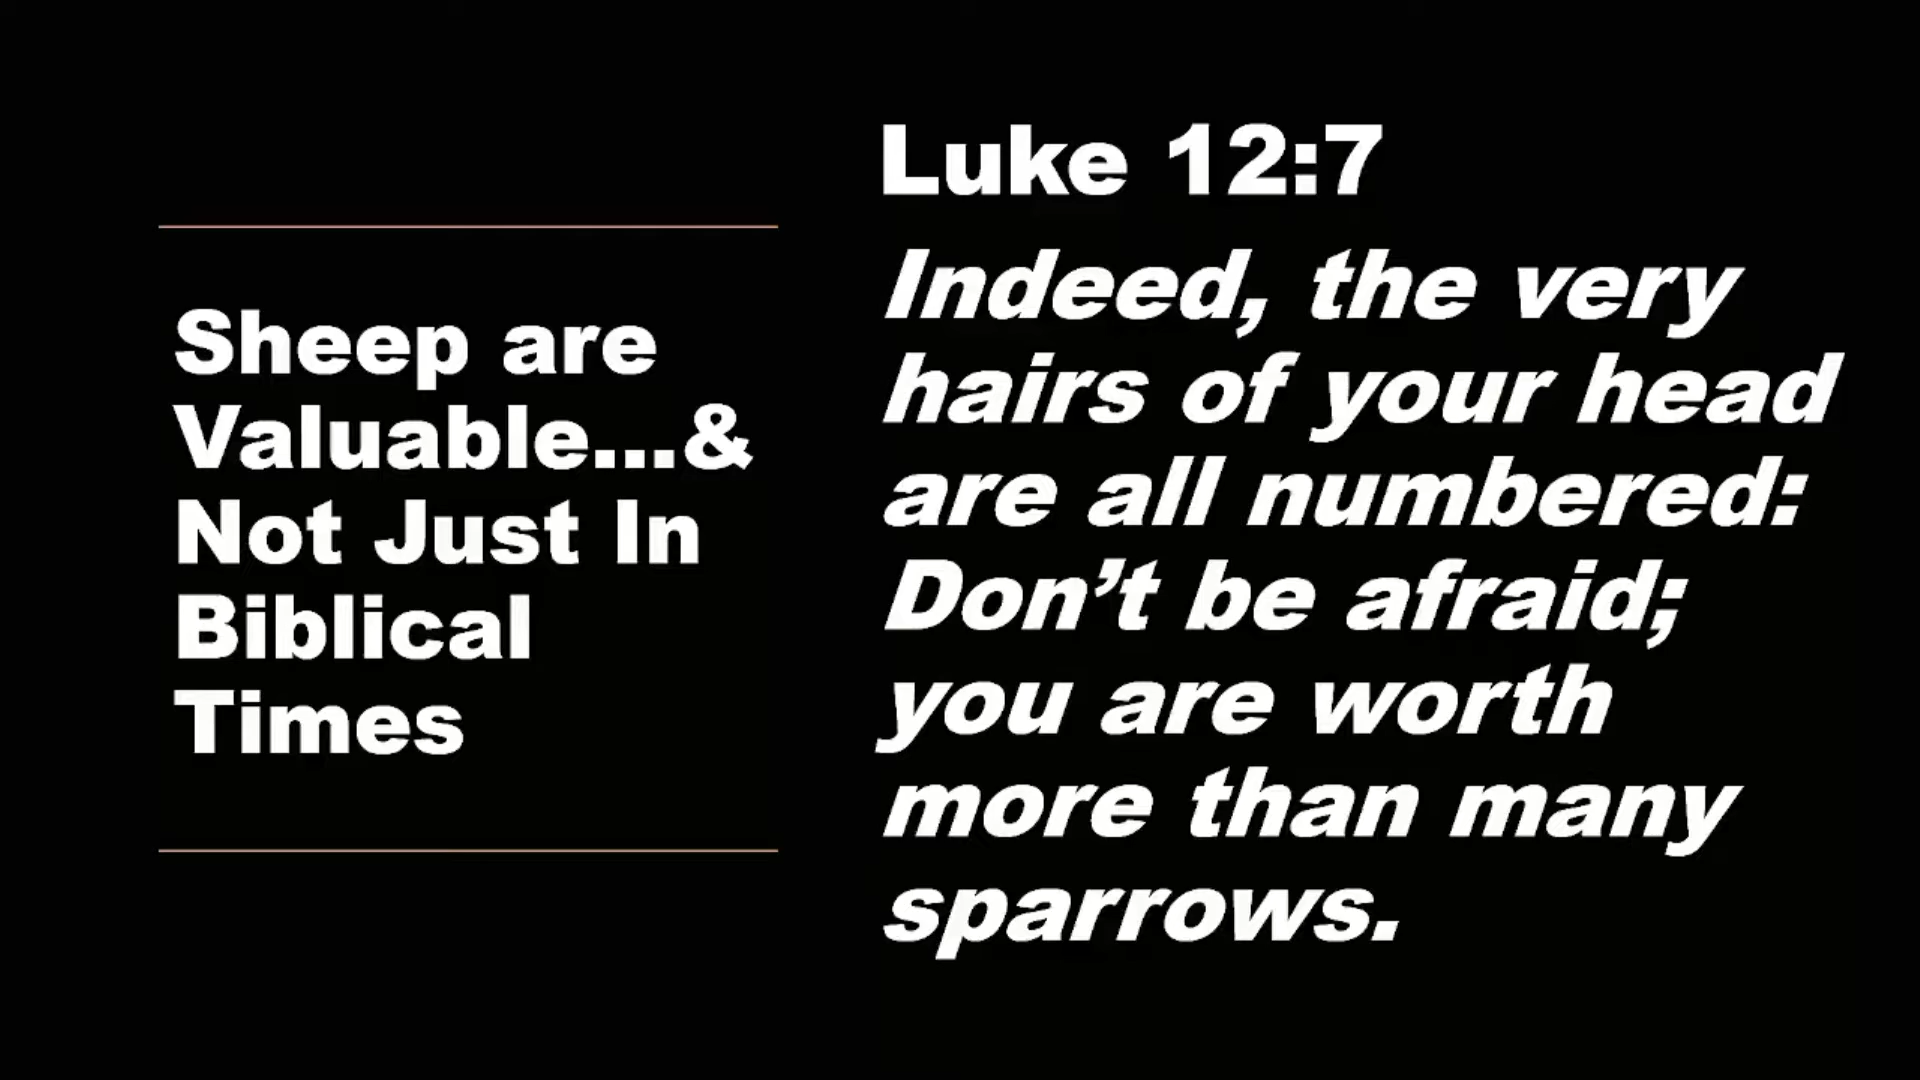 Sheep are
Valuable...&
Not Just In
Biblical
Times
Luke 12:7
Indeed, the very
hairs of your head
are all numbered:
Don’t be afraid;
you are worth
more than many
sparrows.